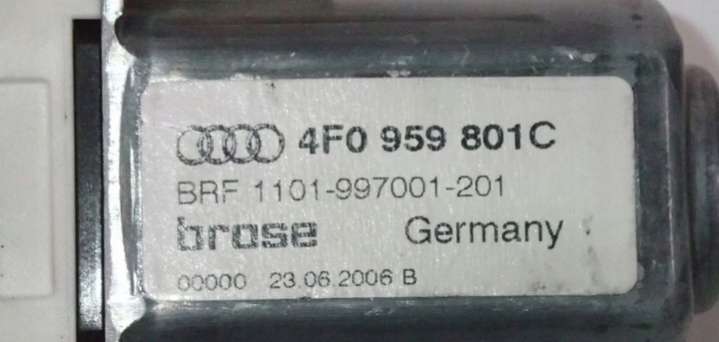 4F0 959 801C
BRF 1101-997001-201
brose Germany
00000 23.06.2006 B